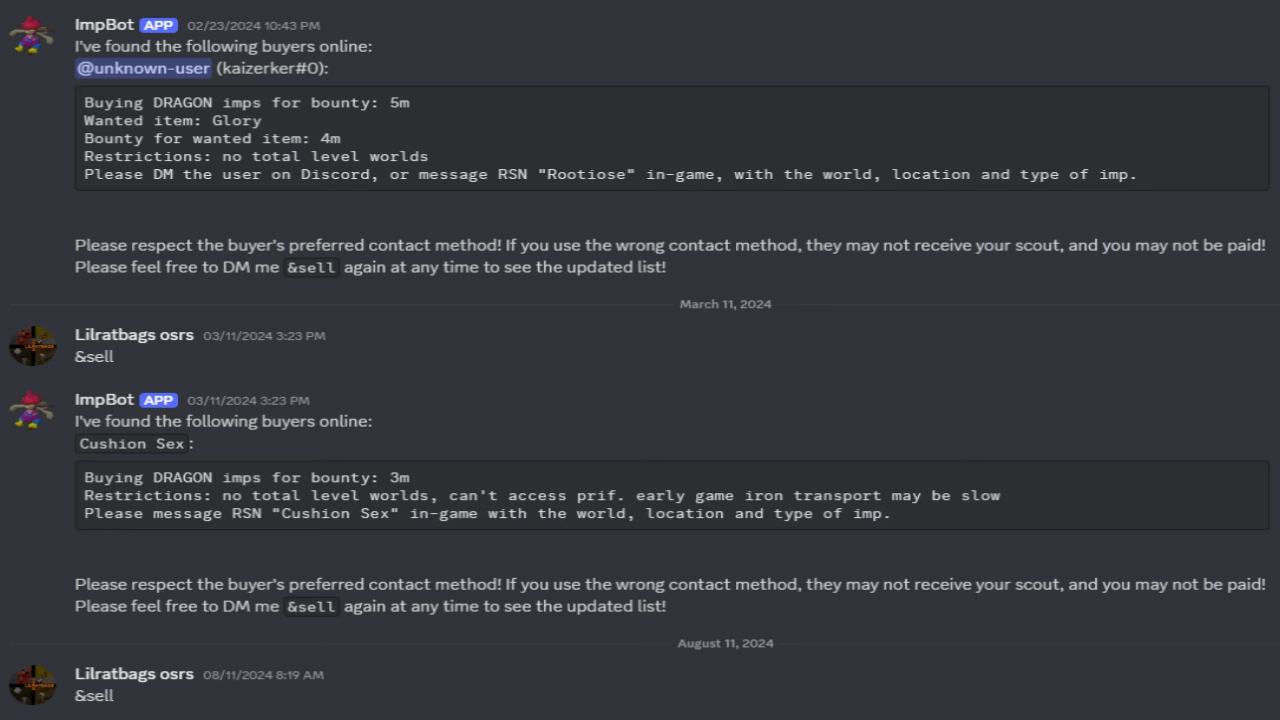 ImpBot APP 02/23/2024 10:43 PM
I've found the following buyers online:
@unknown-user (kaizerker#0):
Buying DRAGON imps for bounty: 5m
Wanted item: Glory
Bounty for wanted item: 4m
Restrictions: no total level worlds
Please DM the user on Discord, or message RSN "Rootiose" in-game, with the world, location and type of imp.
Please respect the buyer's preferred contact method! If you use the wrong contact method, they may not receive your scout, and you may not be paid!
Please feel free to DM me &sell again at any time to see the updated list!
March 11, 2024
Lilratbags osrs 03/11/2024 3:23 PM
&sell
ImpBot APP 03/11/2024 3:23 PM
I've found the following buyers online:
Cushion Sex:
Buying DRAGON imps for bounty: 3m
Restrictions: no total level worlds, can't access prif. early game iron transport may be slow
Please message RSN "Cushion Sex" in-game with the world, location and type of imp.
Please respect the buyer's preferred contact method! If you use the wrong contact method, they may not receive your scout, and you may not be paid!
Please feel free to DM me &sell again at any time to see the updated list!
August 11, 2024
Lilratbags osrs 08/11/2024 8:19 AM
&sell